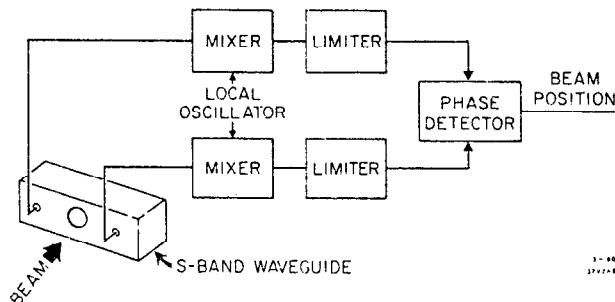 MIXER
LIMITER
LOCAL
OSCILLATOR
PHASE
DETECTOR
BEAM
POSITION
MIXER
LIMITER
BEAM
S-BAND WAVEGUIDE